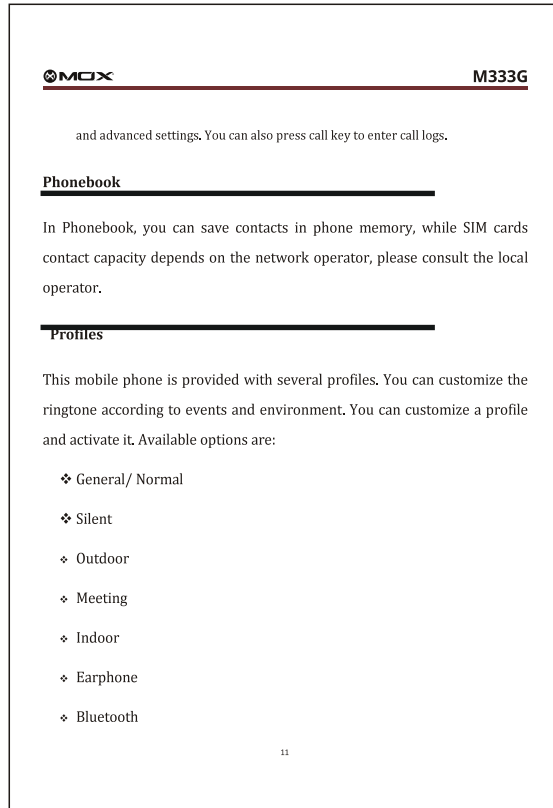 MOX M333G
and advanced settings. You can also press call key to enter call logs.
Phonebook
In Phonebook, you can save contacts in phone memory, while SIM cards
contact capacity depends on the network operator, please consult the local
operator.
Profiles
This mobile phone is provided with several profiles. You can customize the
ringtone according to events and environment. You can customize a profile
and activate it. Available options are:
❖ General/ Normal
❖ Silent
❖ Outdoor
❖ Meeting
❖ Indoor
❖ Earphone
❖ Bluetooth
11